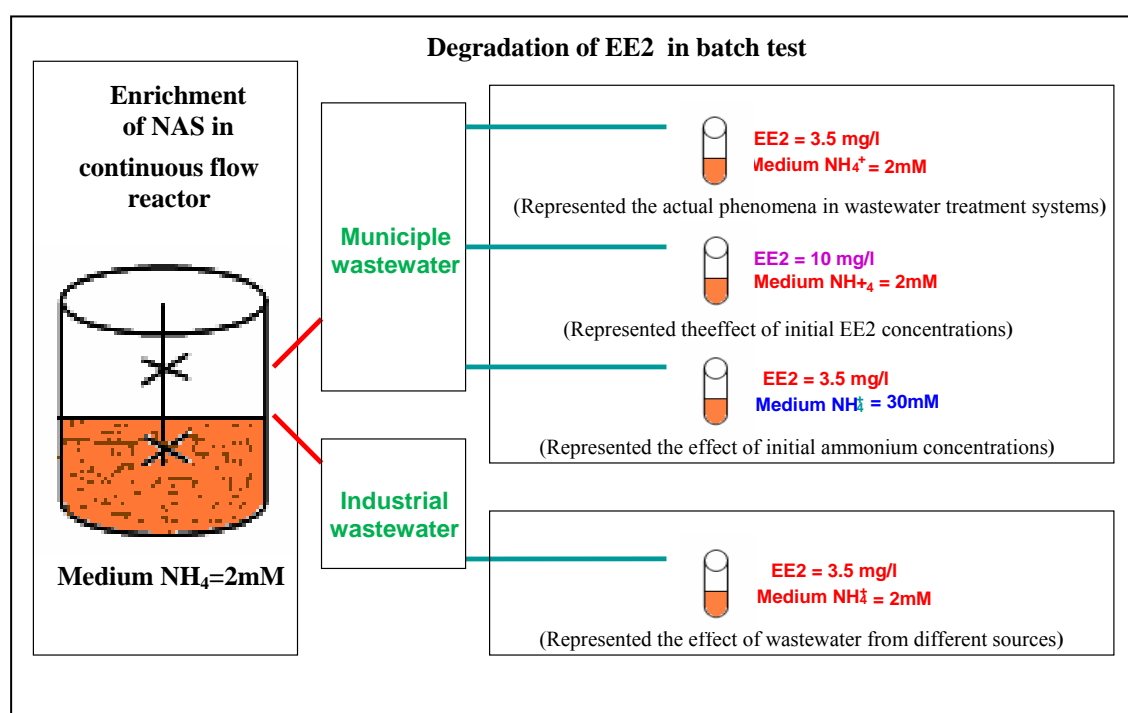 Degradation of EE2 in batch test
Enrichment
of NAS in
continuous flow
reactor
Medium NH₄=2mM
Municiple
wastewater
EE2 = 3.5 mg/l
Medium NH₄⁺ = 2mM
(Represented the actual phenomena in wastewater treatment systems)
EE2 = 10 mg/l
Medium NH+₄ = 2mM
(Represented theeffect of initial EE2 concentrations)
EE2 = 3.5 mg/l
Medium NH₄⁺ = 30mM
(Represented the effect of initial ammonium concentrations)
Industrial
wastewater
EE2 = 3.5 mg/l
Medium NH₄⁺ = 2mM
(Represented the effect of wastewater from different sources)